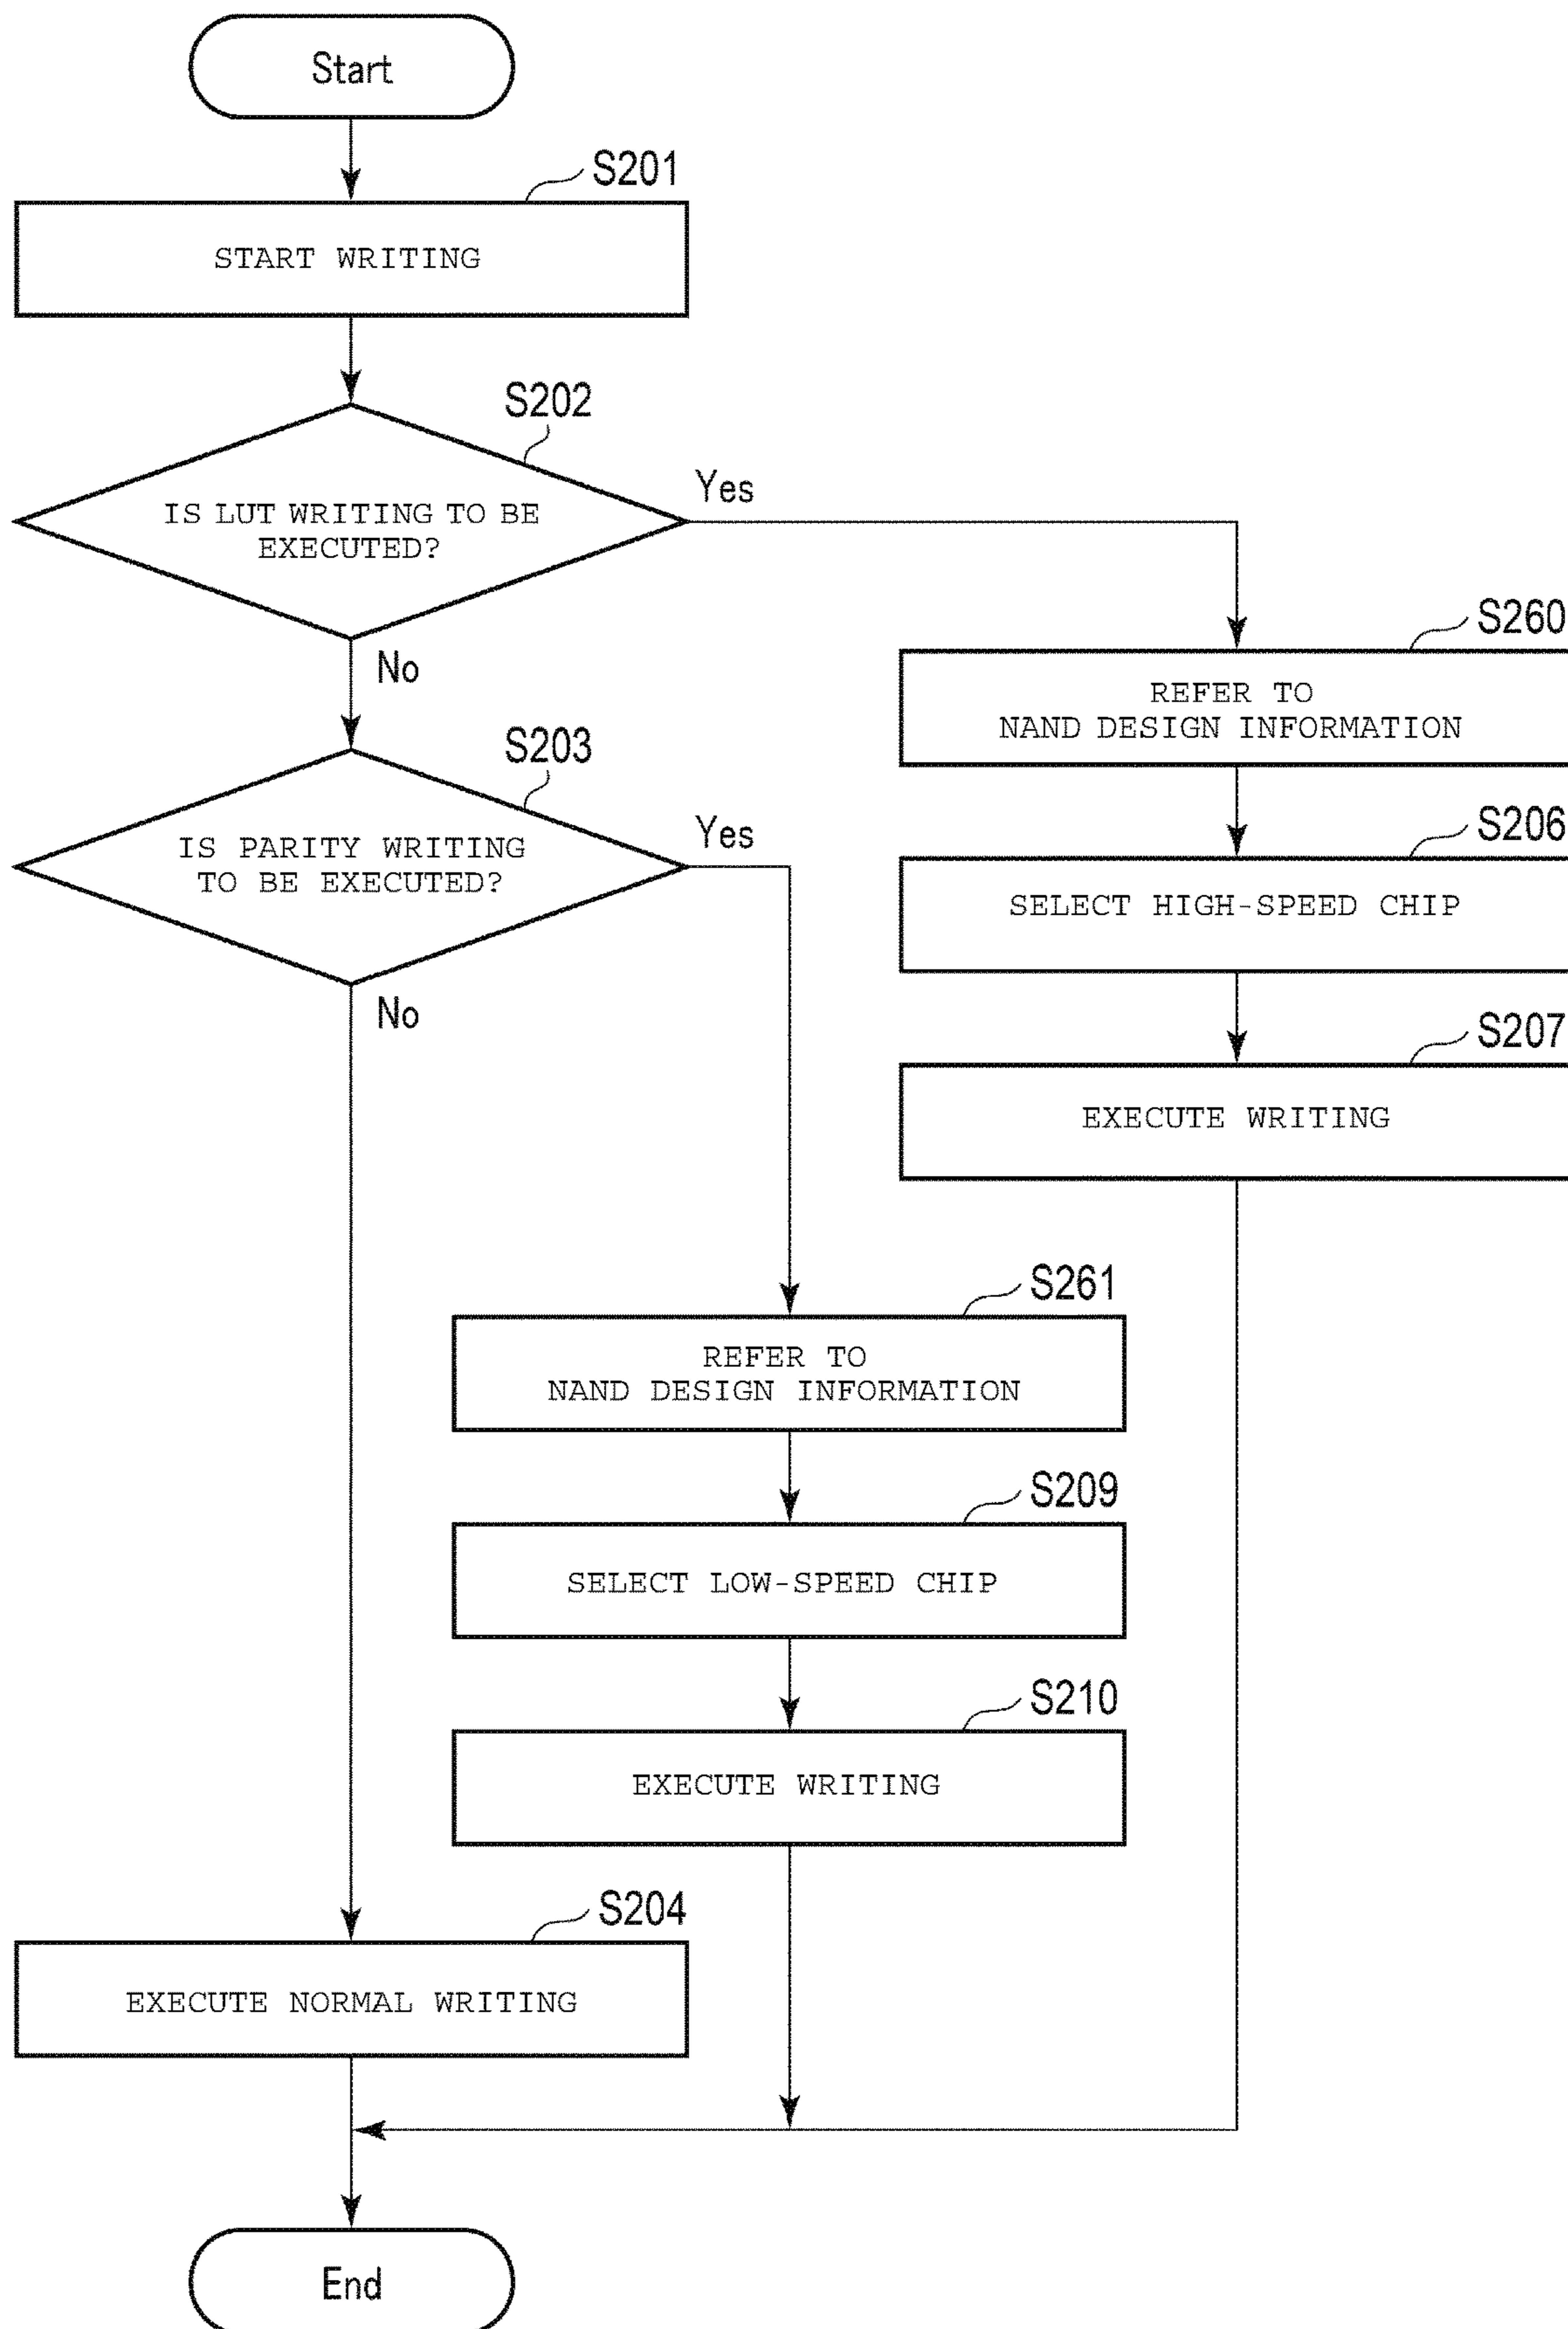 Start
S201
START WRITING
S202
IS LUT WRITING TO BE
EXECUTED?
Yes
No
S260
REFER TO
NAND DESIGN INFORMATION
S203
IS PARITY WRITING
TO BE EXECUTED?
Yes
No
S206
SELECT HIGH-SPEED CHIP
S207
EXECUTE WRITING
S261
REFER TO
NAND DESIGN INFORMATION
S209
SELECT LOW-SPEED CHIP
S210
EXECUTE WRITING
S204
EXECUTE NORMAL WRITING
End